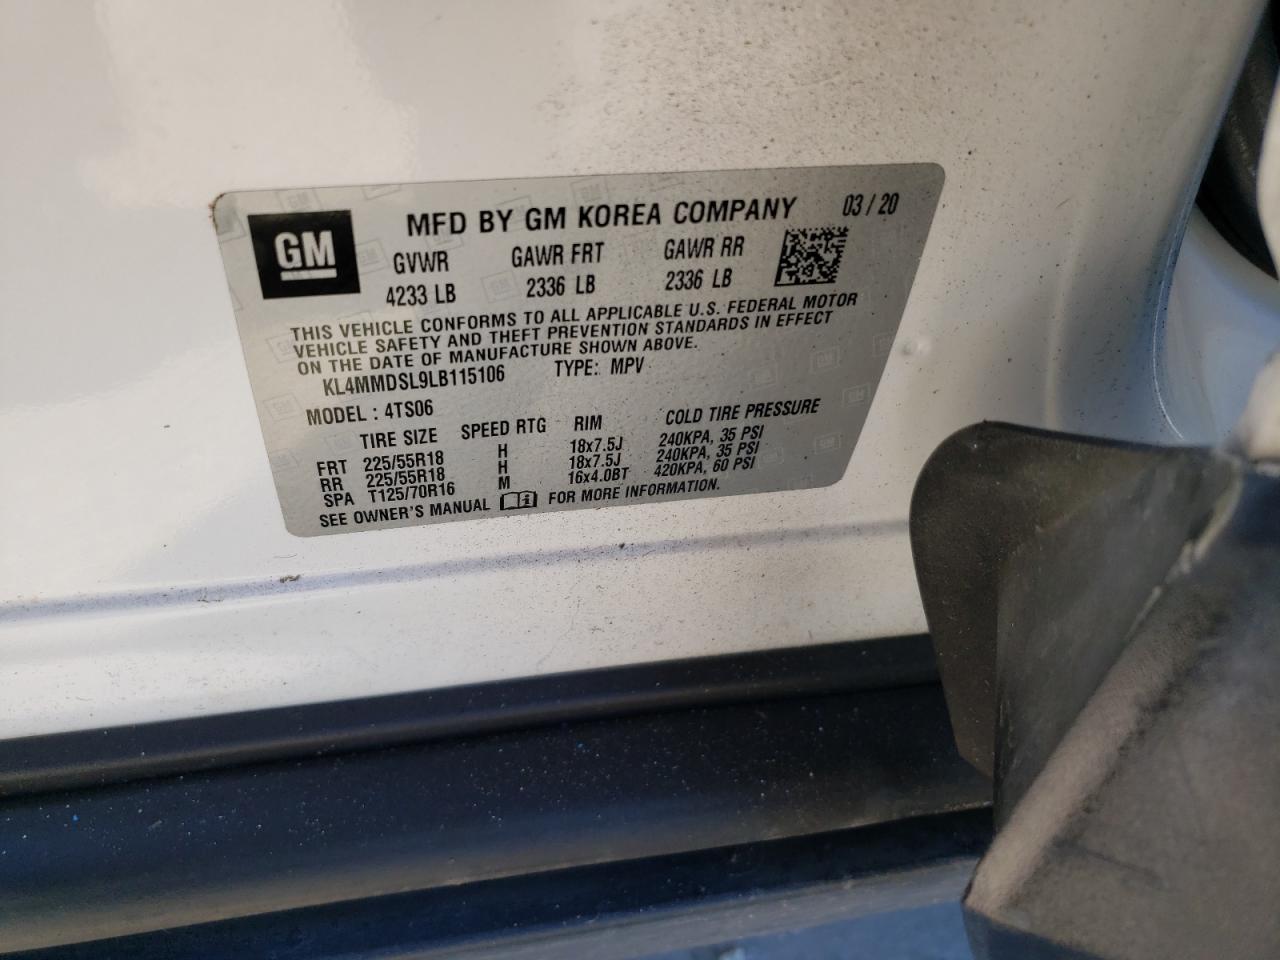 GM
MFD BY GM KOREA COMPANY 03 / 20
GVWR GAWR FRT GAWR RR
4233 LB 2336 LB 2336 LB
THIS VEHICLE CONFORMS TO ALL APPLICABLE U.S. FEDERAL MOTOR
VEHICLE SAFETY AND THEFT PREVENTION STANDARDS IN EFFECT
ON THE DATE OF MANUFACTURE SHOWN ABOVE.
KL4MMDSL9LB115106 TYPE: MPV
MODEL : 4TS06
TIRE SIZE SPEED RTG RIM COLD TIRE PRESSURE
FRT 225/55R18 H 18x7.5J 240KPA, 35 PSI
RR 225/55R18 H 18x7.5J 240KPA, 35 PSI
SPA T125/70R16 M 16x4.0BT 420KPA, 60 PSI
SEE OWNER'S MANUAL FOR MORE INFORMATION.